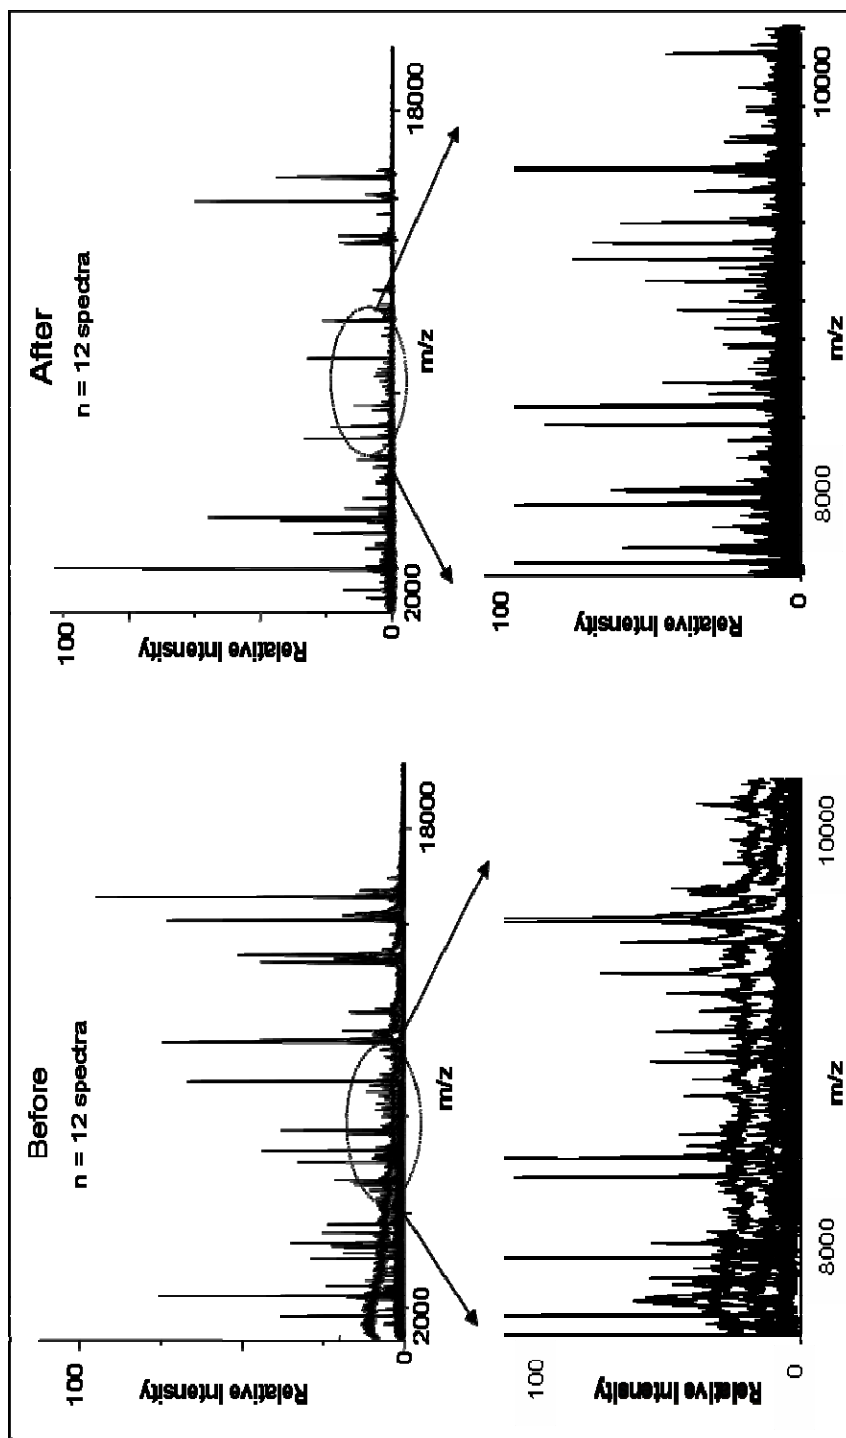 Before
n = 12 spectra
100
Relative Intensity
0
2000
18000
m/z
100
Relative Intensity
0
8000
10000
m/z
After
n = 12 spectra
100
Relative Intensity
0
2000
18000
m/z
100
Relative Intensity
0
8000
10000
m/z